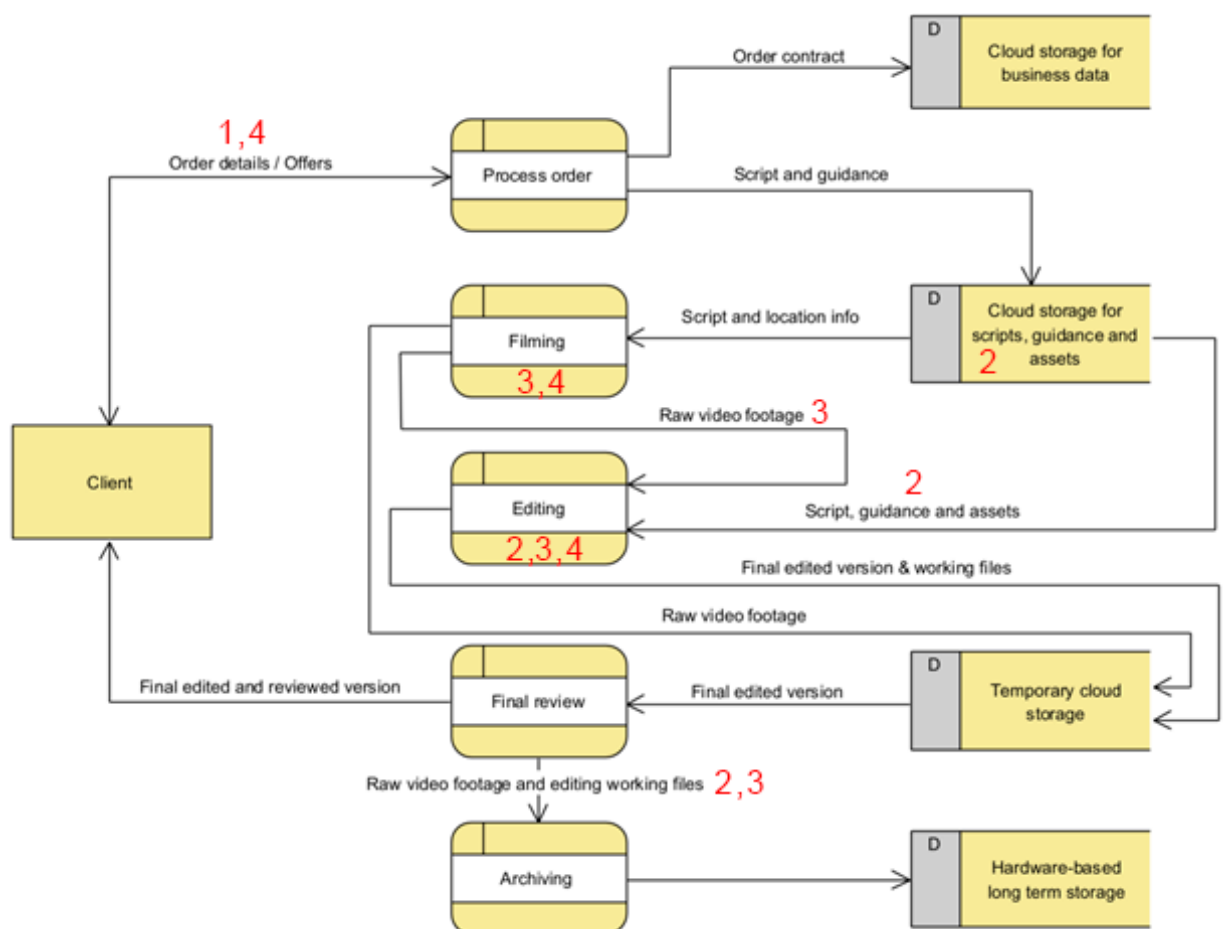 D
Cloud storage for
business data
Order contract
1,4
Order details / Offers
Process order
Script and guidance
D
Cloud storage for
scripts, guidance and
2 assets
Script and location info
Filming
3,4
Raw video footage 3
Client
Editing
2,3,4
2
Script, guidance and assets
Final edited version & working files
Raw video footage
D
Temporary cloud
storage
Final edited version
Final review
Final edited and reviewed version
Raw video footage and editing working files 2,3
Archiving
D
Hardware-based
long term storage